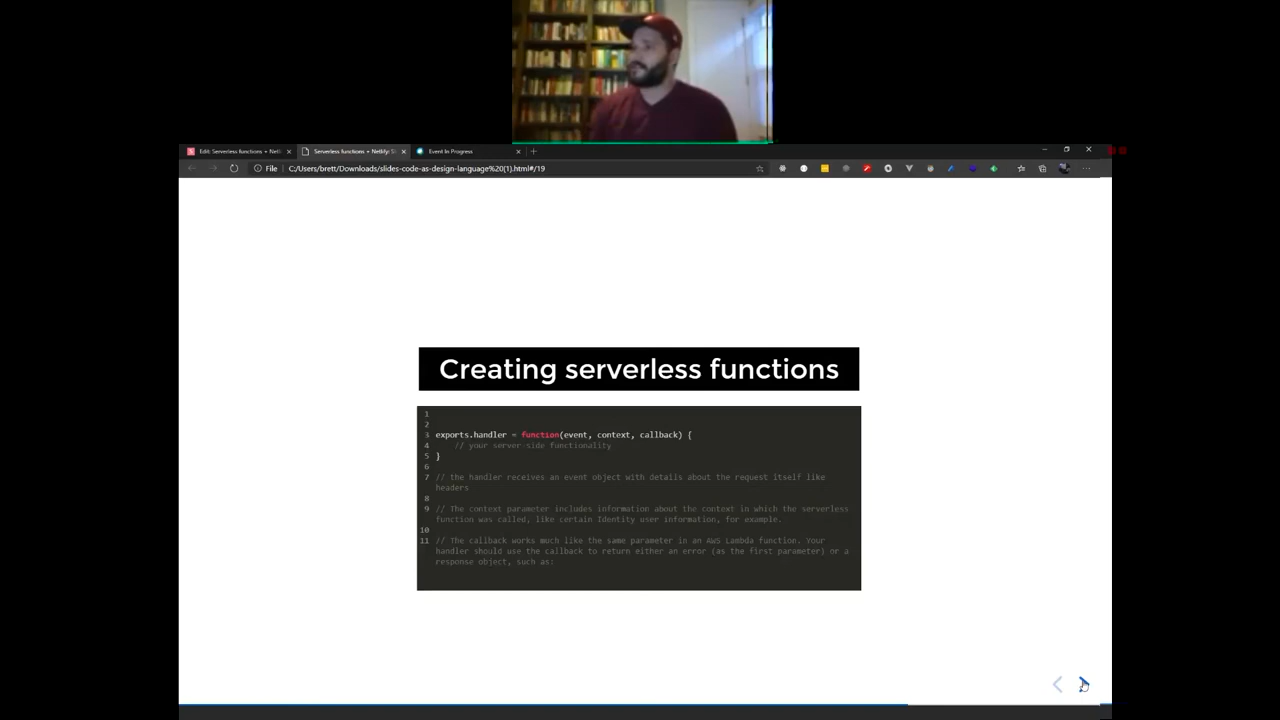 Edit: Serverless functions + Netli
Serverless functions + Netlify: Sl
Event In Progress
File
C:/Users/brett/Downloads/slides-code-as-design-language%20(1).html#/19
Creating serverless functions
1
2
3 exports.handler = function(event, context, callback) {
4 // your server-side functionality
5 }
6
7 // the handler receives an event object with details about the request itself like
headers
8
9 // The context parameter includes information about the context in which the serverless
function was called, like certain Identity user information, for example.
10
11 // The callback works much like the same parameter in an AWS Lambda function. Your
handler should use the callback to return either an error (as the first parameter) or a
response object, such as: